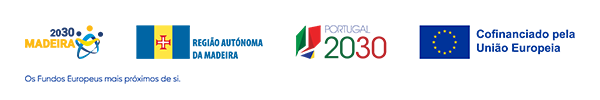 2030
MADEIRA
REGIÃO AUTÓNOMA
DA MADEIRA
PORTUGAL
2030
Cofinanciado pela
União Europeia
Os Fundos Europeus mais próximos de si.